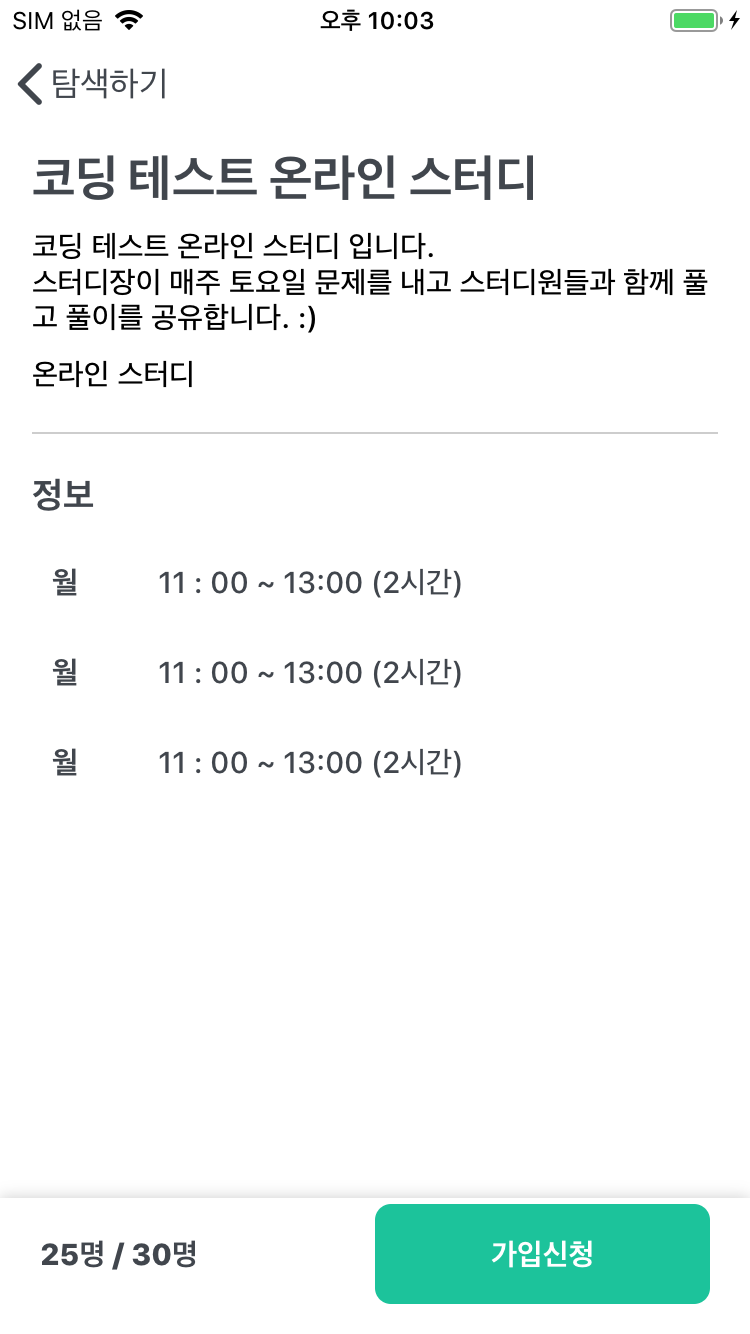 SIM 없음 오후 10:03
탐색하기
코딩 테스트 온라인 스터디
코딩 테스트 온라인 스터디 입니다.
스터디장이 매주 토요일 문제를 내고 스터디원들과 함께 풀
고 풀이를 공유합니다. :)
온라인 스터디
정보
월 11 : 00 ~ 13:00 (2시간)
월 11 : 00 ~ 13:00 (2시간)
월 11 : 00 ~ 13:00 (2시간)
25명 / 30명 가입신청